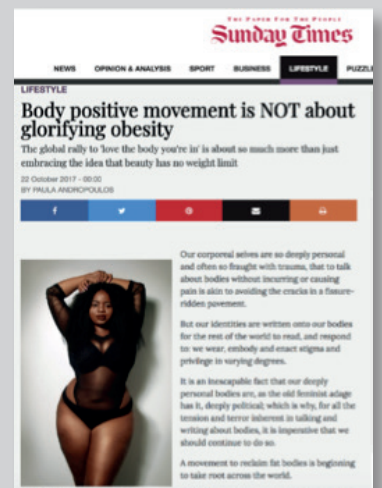 THE PAPER FOR THE PEOPLE
Sunday Times
NEWS OPINION & ANALYSIS SPORT BUSINESS LIFESTYLE PUZZL
LIFESTYLE
Body positive movement is NOT about
glorifying obesity
The global rally to 'love the body you're in' is about so much more than just
embracing the idea that beauty has no weight limit
22 October 2017 - 00:00
BY PAULA ANDROPOULOS
Our corporeal selves are so deeply personal
and often so fraught with trauma, that to talk
about bodies without incurring or causing
pain is akin to avoiding the cracks in a fissure-
ridden pavement.
But our identities are written onto our bodies
for the rest of the world to read, and respond
to: we wear, embody and enact stigma and
privilege in varying degrees.
It is an inescapable fact that our deeply
personal bodies are, as the old feminist adage
has it, deeply political; which is why, for all the
tension and terror inherent in talking and
writing about bodies, it is imperative that we
should continue to do so.
A movement to reclaim fat bodies is beginning
to take root across the world.